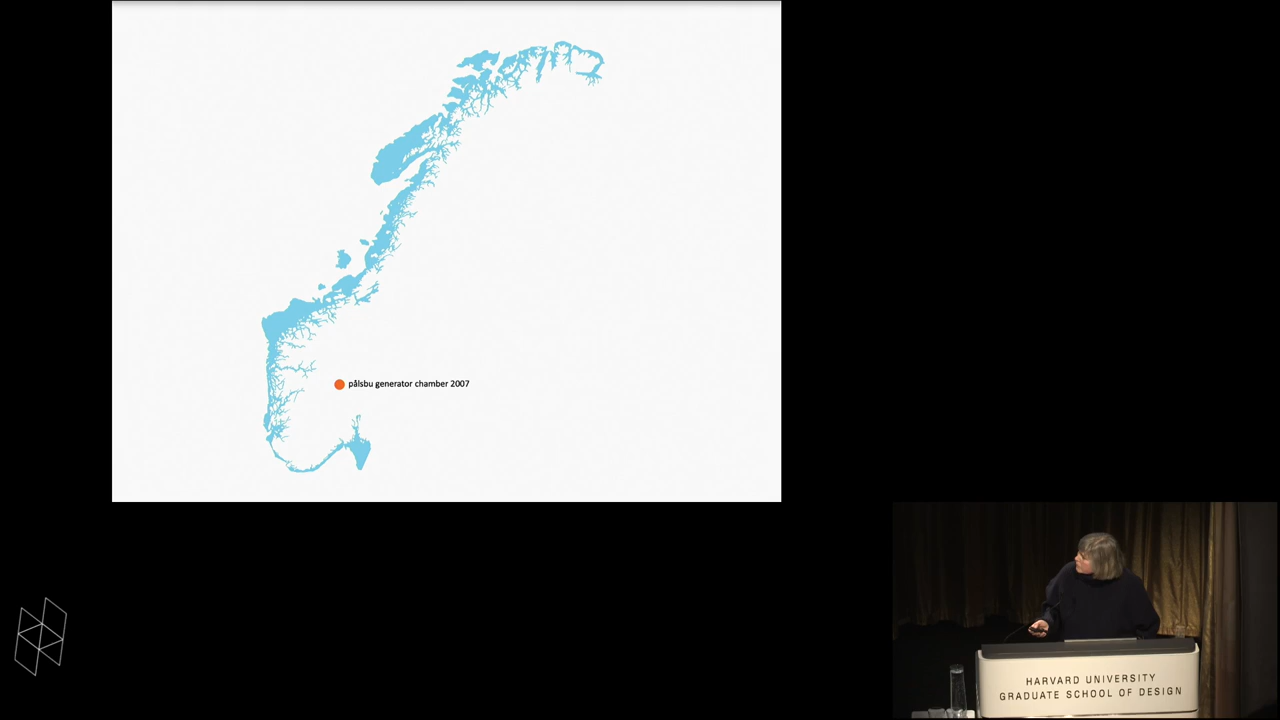 pålsbu generator chamber 2007
HARVARD UNIVERSITY
GRADUATE SCHOOL OF DESIGN